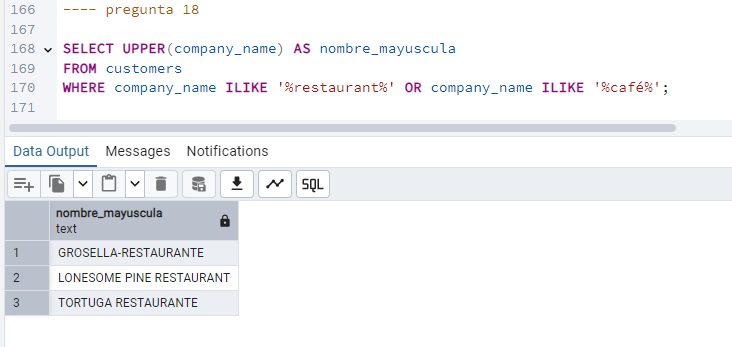 166 ---- pregunta 18
167
168 SELECT UPPER(company_name) AS nombre_mayuscula
169 FROM customers
170 WHERE company_name ILIKE '%restaurant%' OR company_name ILIKE '%café%';
171
Data Output Messages Notifications
SQL
nombre_mayuscula
text
1 GROSELLA-RESTAURANTE
2 LONESOME PINE RESTAURANT
3 TORTUGA RESTAURANTE